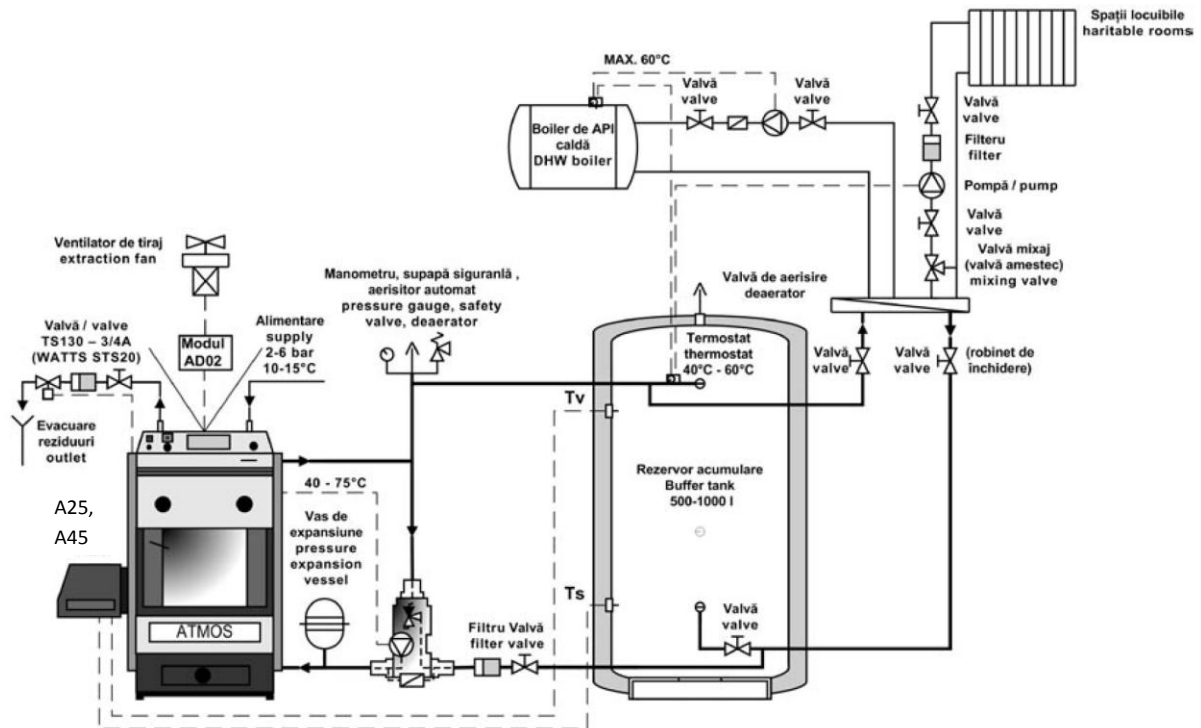 Spații locuibile
haritable rooms
MAX. 60°C
Valvă
valve
Valvă
valve
Boiler de API
caldă
DHW boiler
Valvă
valve
Filteru
filter
Pompă / pump
Valvă
valve
Valvă mixaj
(valvă amestec)
mixing valve
Ventilator de tiraj
extraction fan
Manometru, supapă siguranlă ,
aerisitor automat
pressure gauge, safety
valve, deaerator
Valvă de aerisire
deaerator
Valvă / valve
TS130 – 3/4A
(WATTS STS20)
Modul
AD02
Alimentare
supply
2-6 bar
10-15°C
Termostat
thermostat
40°C - 60°C
Valvă
valve
Valvă
valve
(robinet de
închidere)
Evacuare
reziduuri
outlet
Tv
40 - 75°C
Rezervor acumulare
Buffer tank
500-1000 l
A25,
A45
Vas de
expansiune
pressure
expansion
vessel
Ts
Filtru Valvă
filter valve
Valvă
valve
ATMOS